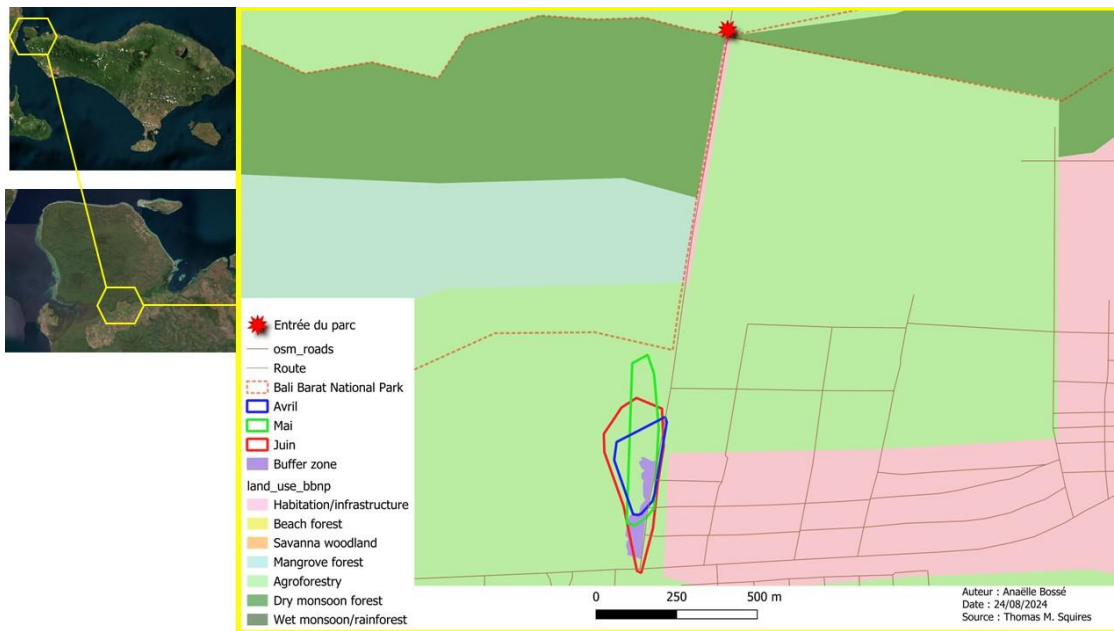 Entrée du parc
osm_roads
Route
Bali Barat National Park
Avril
Mai
Juin
Buffer zone
land_use_bbnp
Habitation/infrastructure
Beach forest
Savanna woodland
Mangrove forest
Agroforestry
Dry monsoon forest
Wet monsoon/rainforest
0 250 500 m
Auteur : Anaëlle Bossé
Date : 24/08/2024
Source : Thomas M. Squires